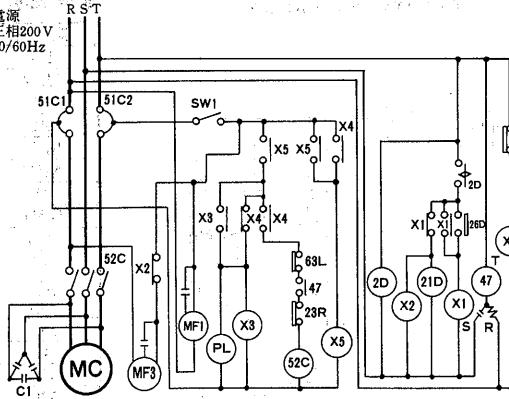 R S T
電源
三相200V
0/60Hz
51C1
51C2
SW1
X5
X5
X4
2D
X3
X4
X4
X1
X1
26D
X2
52C
63L
47
23R
2D
X2
21D
X1
47
T
S
R
MF1
PL
X3
52C
X5
MC
MF3
C1